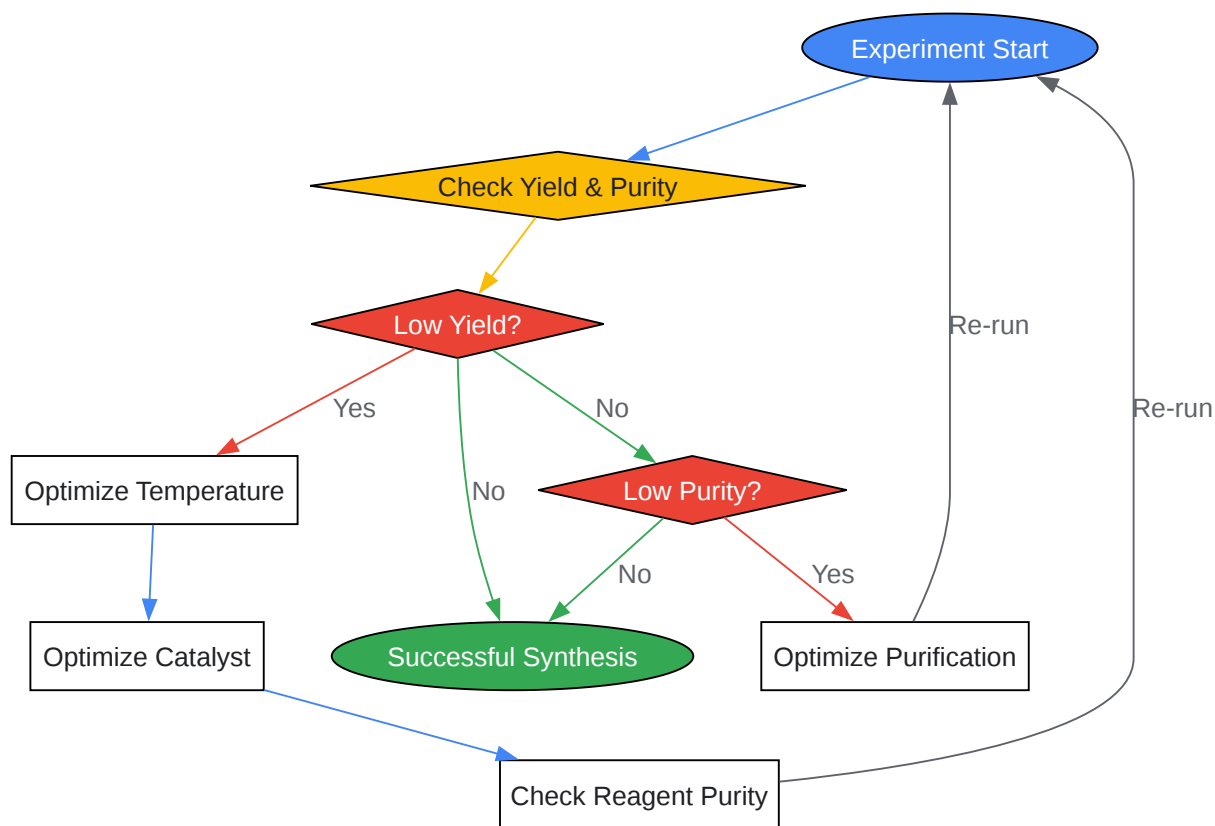 Experiment Start
Check Yield & Purity
Low Yield?
Re-run
Yes
No
Re-run
Optimize Temperature
No
Low Purity?
No
Yes
Optimize Catalyst
Successful Synthesis
Optimize Purification
Check Reagent Purity